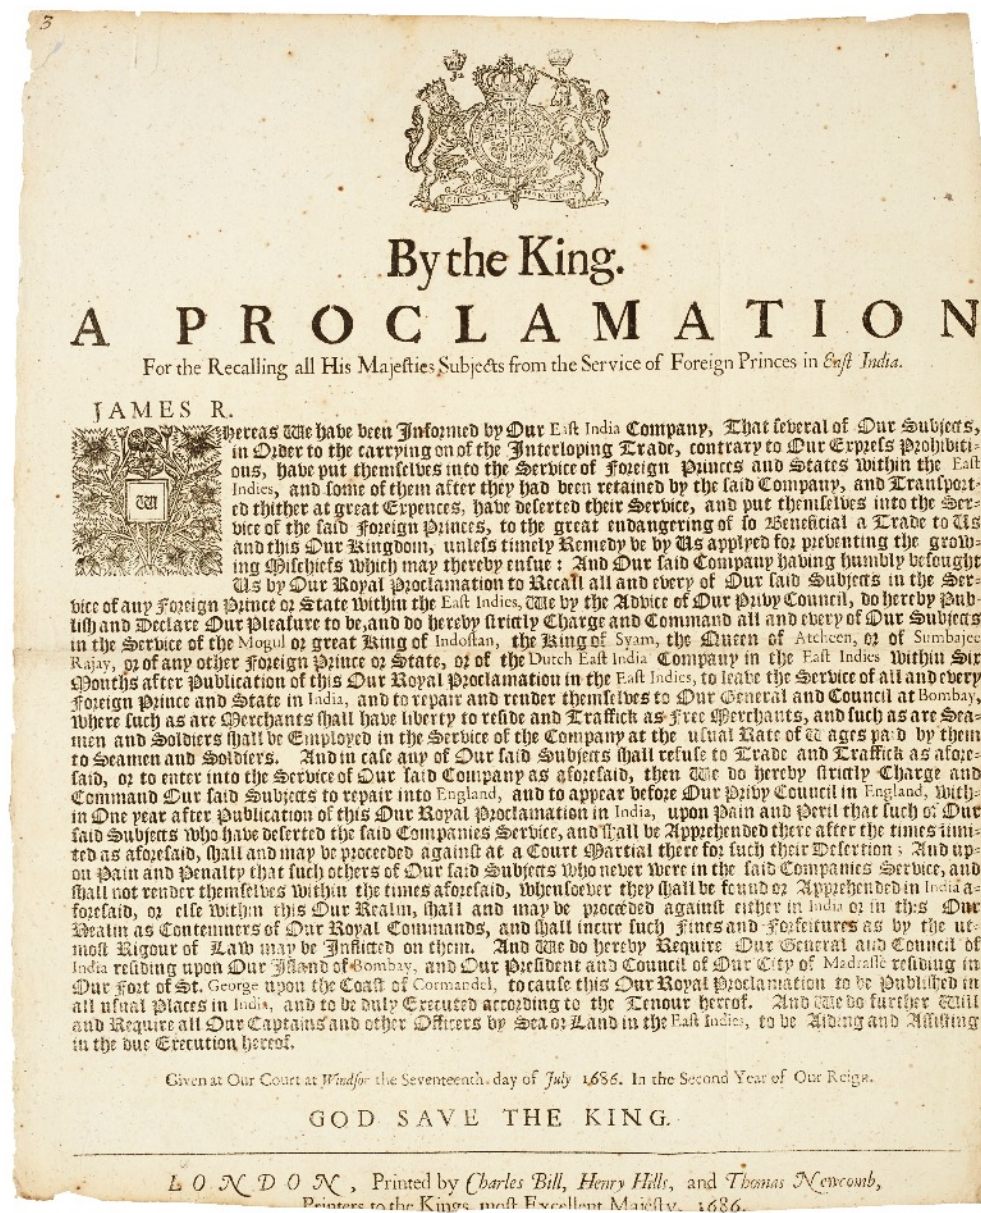 3
By the King.
A PROCLAMATION
For the Recalling all His Majeſties Subjects from the Service of Foreign Princes in Eaſt India.
JAMES R.
Whereas We have been Informed by Our Eaſt India Company, That ſeveral of Our Subjects,
in Order to the carrying on of the Interloping Trade, contrary to Our Expreſs Prohibiti=
ons, have put themſelves into the Service of Foreign Princes and States within the Eaſt
Indies, and ſome of them after they had been retained by the ſaid Company, and Tranſport=
ed thither at great Expences, have deſerted their Service, and put themſelves into the Ser=
vice of the ſaid Foreign Princes, to the great endangering of ſo Beneficial a Trade to Us
and this Our Kingdom, unleſs timely Remedy be by Us applyed for preventing the grow=
ing Miſchiefs which may thereby enſue: And Our ſaid Company having humbly beſought
Us by Our Royal Proclamation to Recall all and every of Our ſaid Subjects in the Ser=
vice of any Foreign Prince or State within the Eaſt Indies, We by the Advice of Our Privy Council, do hereby Pub=
liſh and Declare Our Pleaſure to be, and do hereby ſtrictly Charge and Command all and every of Our Subjects
in the Service of the Mogul or great King of Indoſtan, the King of Syam, the Queen of Atcheen, or of Sumbajee
Rajay, or of any other Foreign Prince or State, or of the Dutch Eaſt India Company in the Eaſt Indies within Six
Months after Publication of this Our Royal Proclamation in the Eaſt Indies, to leave the Service of all and every
Foreign Prince and State in India, and to repair and render themſelves to Our General and Council at Bombay,
where ſuch as are Merchants ſhall have liberty to reſide and Traffick as Free Merchants, and ſuch as are Sea=
men and Soldiers ſhall be Employed in the Service of the Company at the uſual Rate of Wages paid by them
to Seamen and Soldiers. And in caſe any of Our ſaid Subjects ſhall refuſe to Trade and Traffick as afore=
ſaid, or to enter into the Service of Our ſaid Company as aforeſaid, then We do hereby ſtrictly Charge and
Command Our ſaid Subjects to repair into England, and to appear before Our Privy Council in England, with=
in One year after Publication of this Our Royal Proclamation in India, upon Pain and Peril that ſuch of Our
ſaid Subjects who have deſerted the ſaid Companies Service, and ſhall be Apprehended there after the times limi=
ted as aforeſaid, ſhall and may be proceeded againſt at a Court Martial there for ſuch their Deſertion; And up=
on Pain and Penalty that ſuch others of Our ſaid Subjects who never were in the ſaid Companies Service, and
ſhall not render themſelves within the times aforeſaid, whenſoever they ſhall be found or Apprehended in India a=
foreſaid, or elſe within this Our Realm, ſhall and may be proceeded againſt either in India or in this Our
Realm as Contemners of Our Royal Commands, and ſhall incur ſuch Fines and Forfeitures as by the ut=
moſt Rigour of Law may be Inflicted on them. And We do hereby Require Our General and Council of
India reſiding upon Our Iſland of Bombay, and Our Preſident and Council of Our City of Madraſſe reſiding in
Our Fort of St. George upon the Coaſt of Cormandel, to cauſe this Our Royal Proclamation to be Publiſhed in
all uſual Places in India, and to be duly Executed according to the Tenour hereof. And We do further Will
and Require all Our Captains and other Officers by Sea or Land in the Eaſt Indies, to be Aiding and Aſſiſting
in the due Execution hereof.
Given at Our Court at Windſor the Seventeenth day of July 1686. In the Second Year of Our Reign.
GOD SAVE THE KING.
LONDON, Printed by Charles Bill, Henry Hills, and Thomas Newcomb,
Printers to the Kings moſt Excellent Majeſty, 1686.